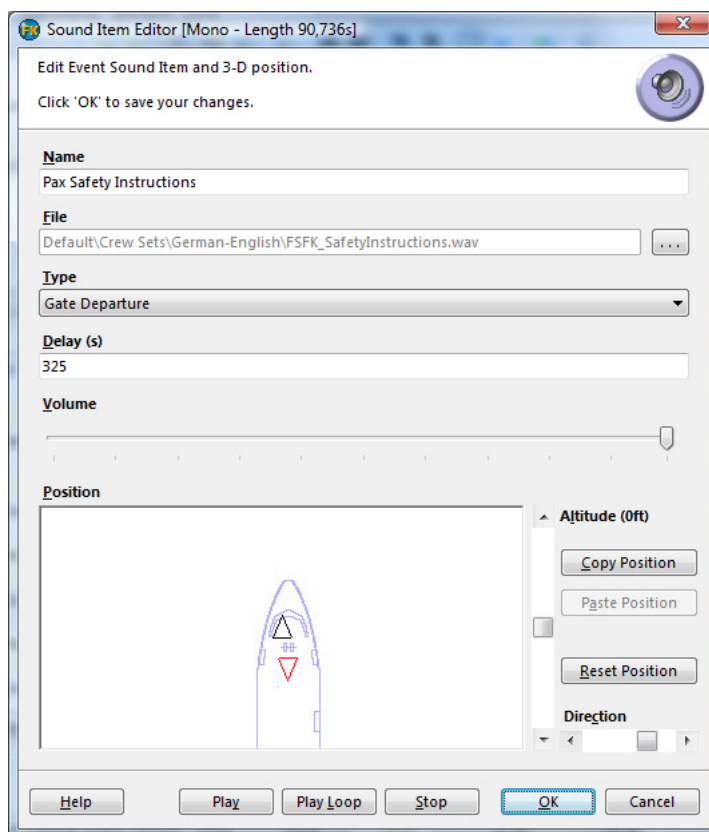 FK Sound Item Editor [Mono - Length 90,736s]
Edit Event Sound Item and 3-D position.
Click 'OK' to save your changes.
Name
Pax Safety Instructions
File
Default\Crew Sets\German-English\FSFK_SafetyInstructions.wav
...
Type
Gate Departure
Delay (s)
325
Volume
Position
Altitude (0ft)
Copy Position
Paste Position
Reset Position
Direction
Help
Play
Play Loop
Stop
OK
Cancel